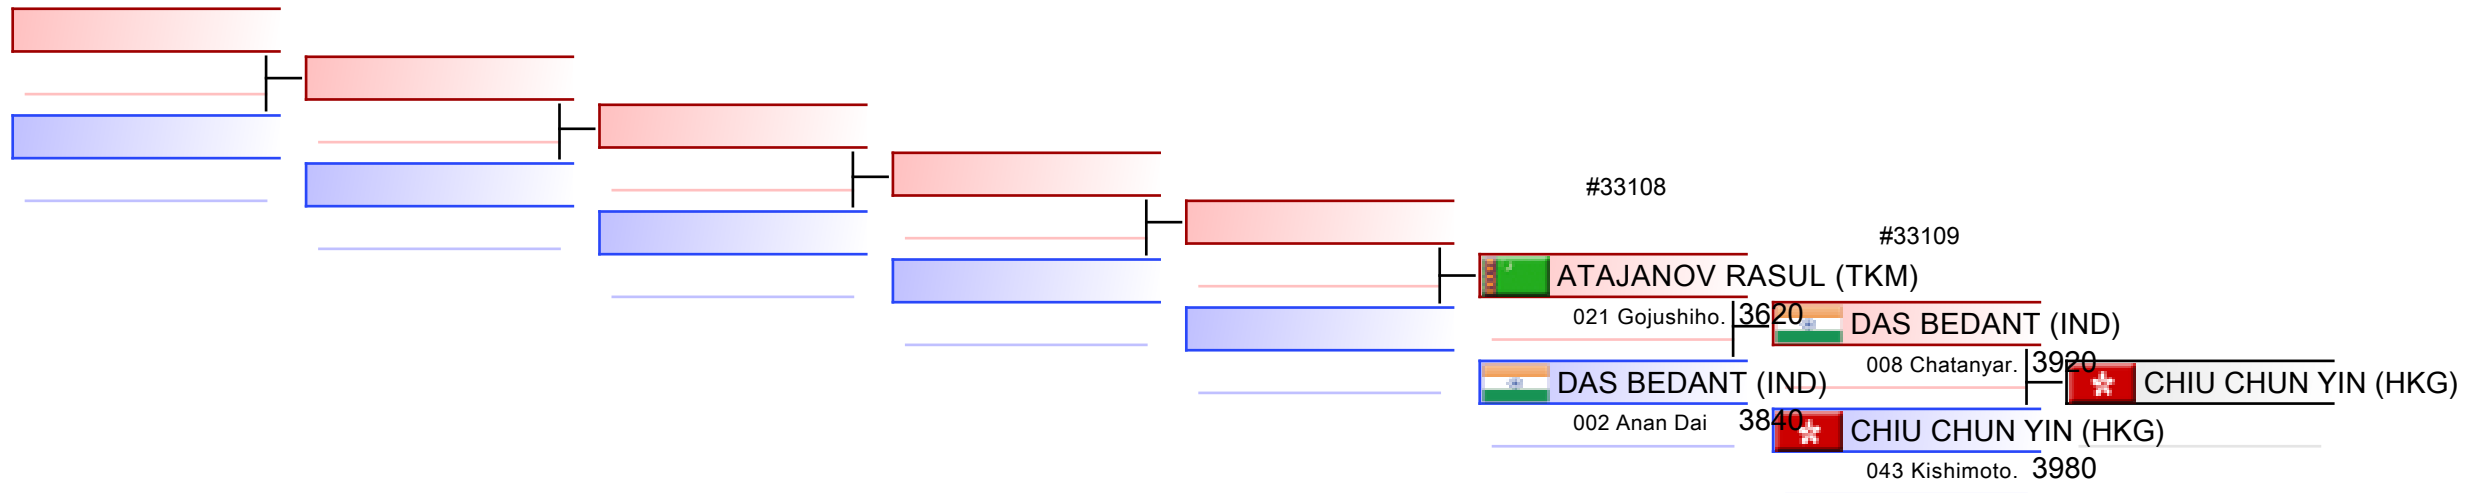 #33108
#33109
ATAJANOV RASUL (TKM)
021 Gojushiho. 3620
DAS BEDANT (IND)
008 Chatanyar. 3920
DAS BEDANT (IND)
CHIU CHUN YIN (HKG)
002 Anan Dai 3840
CHIU CHUN YIN (HKG)
043 Kishimoto. 3980